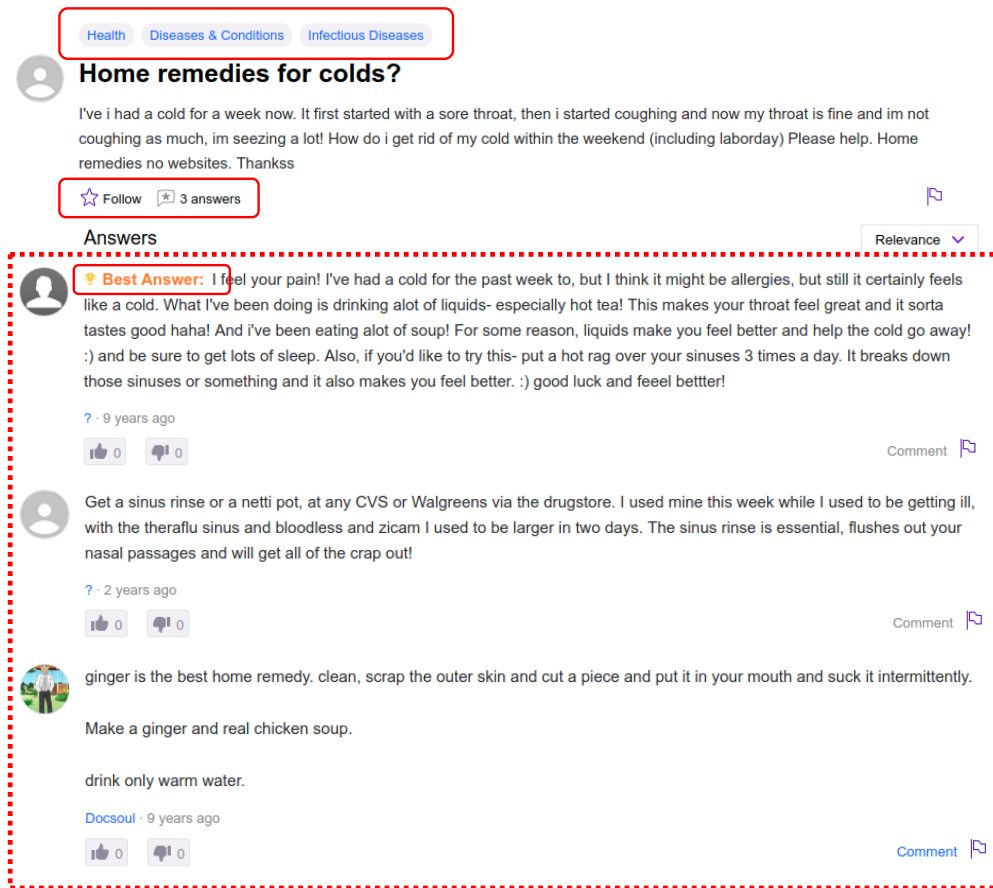 Health Diseases & Conditions Infectious Diseases
Home remedies for colds?
I've i had a cold for a week now. It first started with a sore throat, then i started coughing and now my throat is fine and im not
coughing as much, im seezing a lot! How do i get rid of my cold within the weekend (including laborday) Please help. Home
remedies no websites. Thankss
Follow 3 answers
Answers
Relevance
Best Answer: I feel your pain! I've had a cold for the past week to, but I think it might be allergies, but still it certainly feels
like a cold. What I've been doing is drinking alot of liquids- especially hot tea! This makes your throat feel great and it sorta
tastes good haha! And i've been eating alot of soup! For some reason, liquids make you feel better and help the cold go away!
:) and be sure to get lots of sleep. Also, if you'd like to try this- put a hot rag over your sinuses 3 times a day. It breaks down
those sinuses or something and it also makes you feel better. :) good luck and feeel bettter!
? · 9 years ago
0 0 Comment
Get a sinus rinse or a netti pot, at any CVS or Walgreens via the drugstore. I used mine this week while I used to be getting ill,
with the theraflu sinus and bloodless and zicam I used to be larger in two days. The sinus rinse is essential, flushes out your
nasal passages and will get all of the crap out!
? · 2 years ago
0 0 Comment
ginger is the best home remedy. clean, scrap the outer skin and cut a piece and put it in your mouth and suck it intermittently.
Make a ginger and real chicken soup.
drink only warm water.
Docsoul · 9 years ago
0 0 Comment